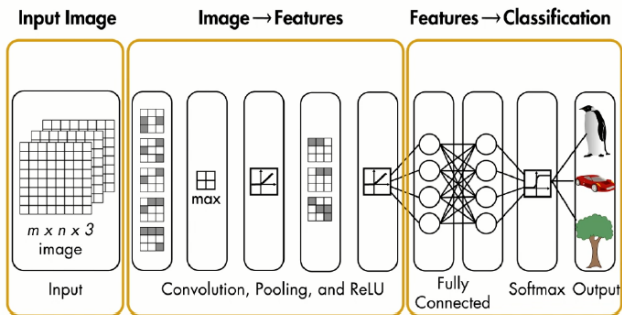 Input Image
Image→Features
Features→Classification
max
m x n x 3
image
Input
Convolution, Pooling, and ReLU
Fully
Connected
Softmax
Output